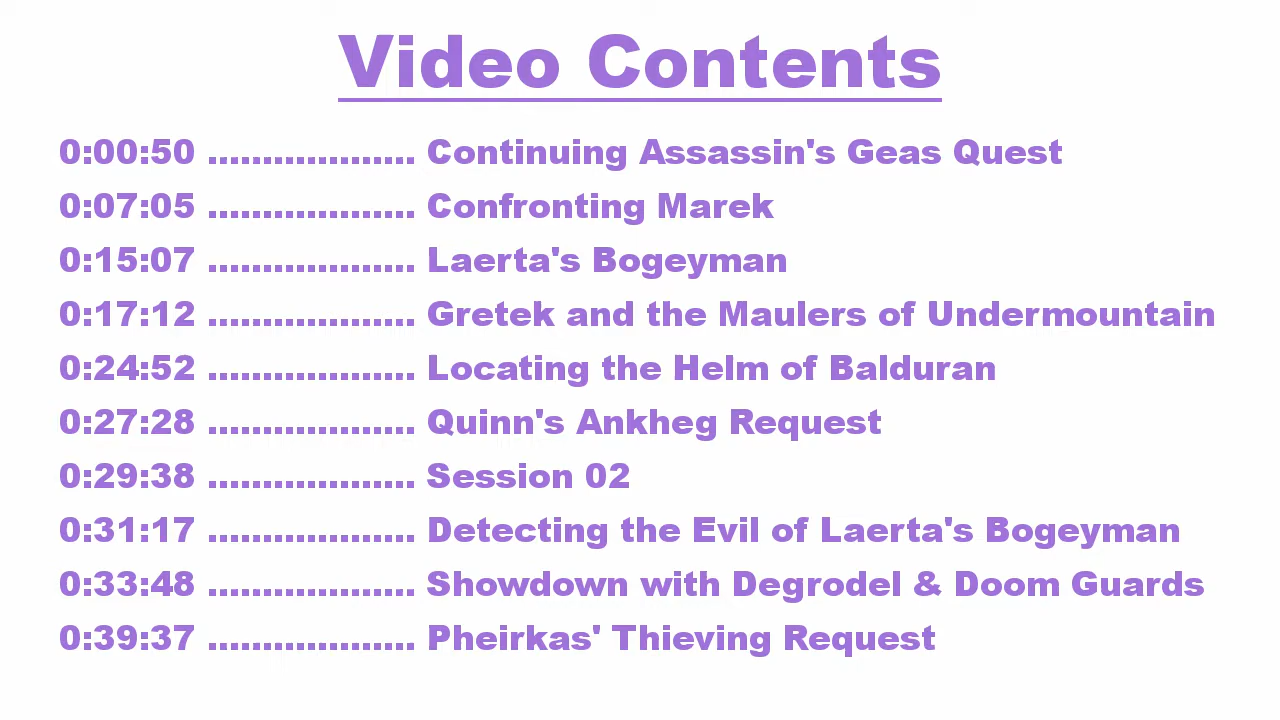 Video Contents
0:00:50 ................... Continuing Assassin's Geas Quest
0:07:05 ................... Confronting Marek
0:15:07 ................... Laerta's Bogeyman
0:17:12 ................... Gretek and the Maulers of Undermountain
0:24:52 ................... Locating the Helm of Balduran
0:27:28 ................... Quinn's Ankheg Request
0:29:38 ................... Session 02
0:31:17 ................... Detecting the Evil of Laerta's Bogeyman
0:33:48 ................... Showdown with Degrodel & Doom Guards
0:39:37 ................... Pheirkas' Thieving Request